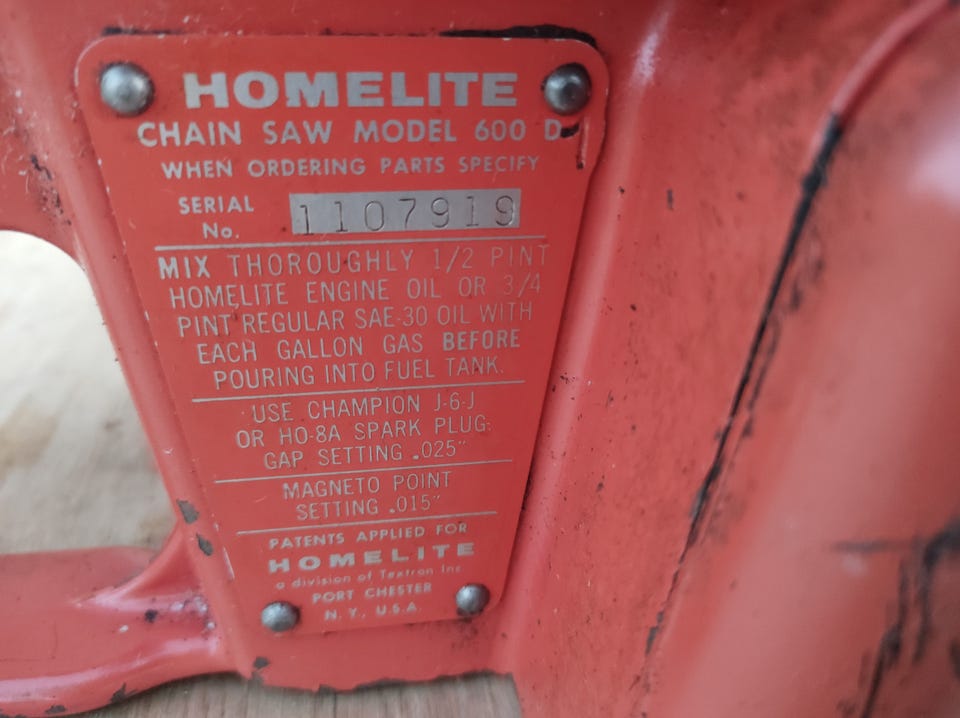 HOMELITE
CHAIN SAW MODEL 600 D
WHEN ORDERING PARTS SPECIFY
SERIAL No. 1107919
MIX THOROUGHLY 1/2 PINT
HOMELITE ENGINE OIL OR 3/4
PINT REGULAR SAE-30 OIL WITH
EACH GALLON GAS BEFORE
POURING INTO FUEL TANK.
USE CHAMPION J-6-J
OR HO-8A SPARK PLUG:
GAP SETTING .025"
MAGNETO POINT
SETTING .015"
PATENTS APPLIED FOR
HOMELITE
a division of Textron Inc.
PORT CHESTER
N. Y., U.S.A.